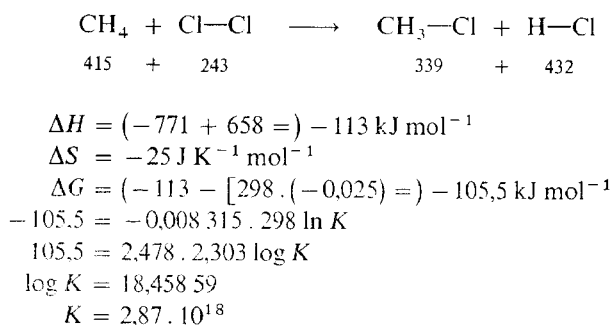 CH₄ + Cl—Cl ⟶ CH₃—Cl + H—Cl
415 + 243 339 + 432
ΔH = (−771 + 658 =) − 113 kJ mol⁻¹
ΔS = −25 J K⁻¹ mol⁻¹
ΔG = (−113 − [298 . (−0,025) =) − 105,5 kJ mol⁻¹
−105.5 = −0,008 315 . 298 ln K
105,5 = 2,478 . 2,303 log K
log K = 18,458 59
K = 2,87 . 10¹⁸